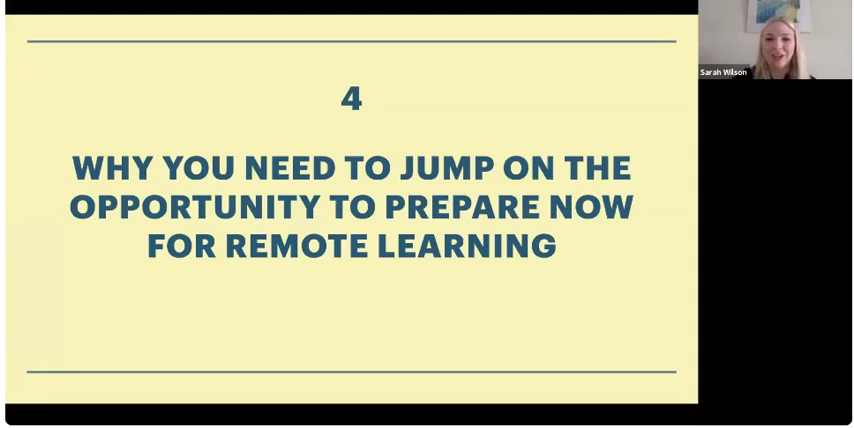 4
WHY YOU NEED TO JUMP ON THE
OPPORTUNITY TO PREPARE NOW
FOR REMOTE LEARNING
Sarah Wilson